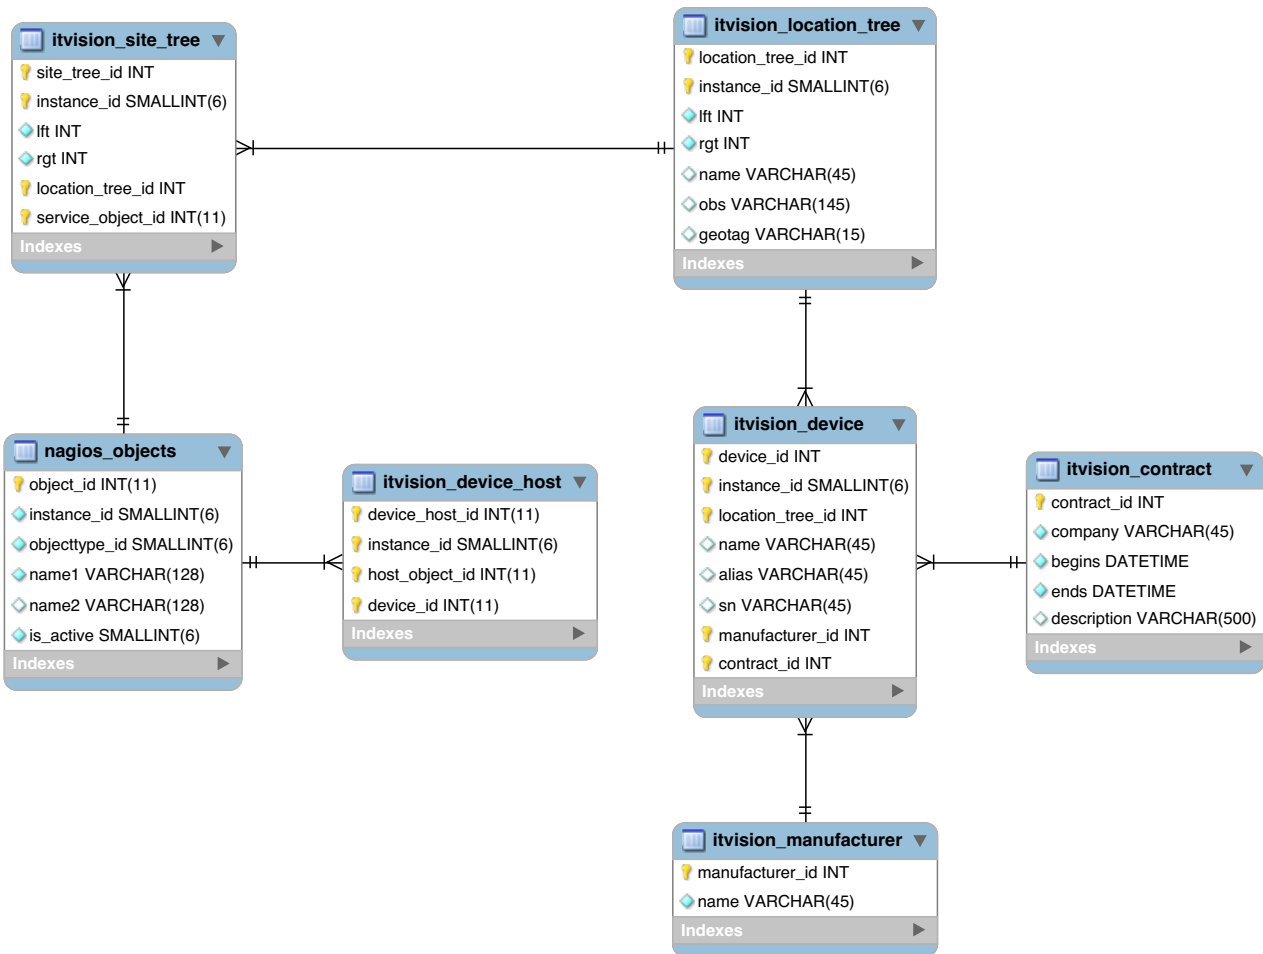 itvision_site_tree
site_tree_id INT
instance_id SMALLINT(6)
lft INT
rgt INT
location_tree_id INT
service_object_id INT(11)
Indexes
itvision_location_tree
location_tree_id INT
instance_id SMALLINT(6)
lft INT
rgt INT
name VARCHAR(45)
obs VARCHAR(145)
geotag VARCHAR(15)
Indexes
nagios_objects
object_id INT(11)
instance_id SMALLINT(6)
objecttype_id SMALLINT(6)
name1 VARCHAR(128)
name2 VARCHAR(128)
is_active SMALLINT(6)
Indexes
itvision_device_host
device_host_id INT(11)
instance_id SMALLINT(6)
host_object_id INT(11)
device_id INT(11)
Indexes
itvision_device
device_id INT
instance_id SMALLINT(6)
location_tree_id INT
name VARCHAR(45)
alias VARCHAR(45)
sn VARCHAR(45)
manufacturer_id INT
contract_id INT
Indexes
itvision_contract
contract_id INT
company VARCHAR(45)
begins DATETIME
ends DATETIME
description VARCHAR(500)
Indexes
itvision_manufacturer
manufacturer_id INT
name VARCHAR(45)
Indexes